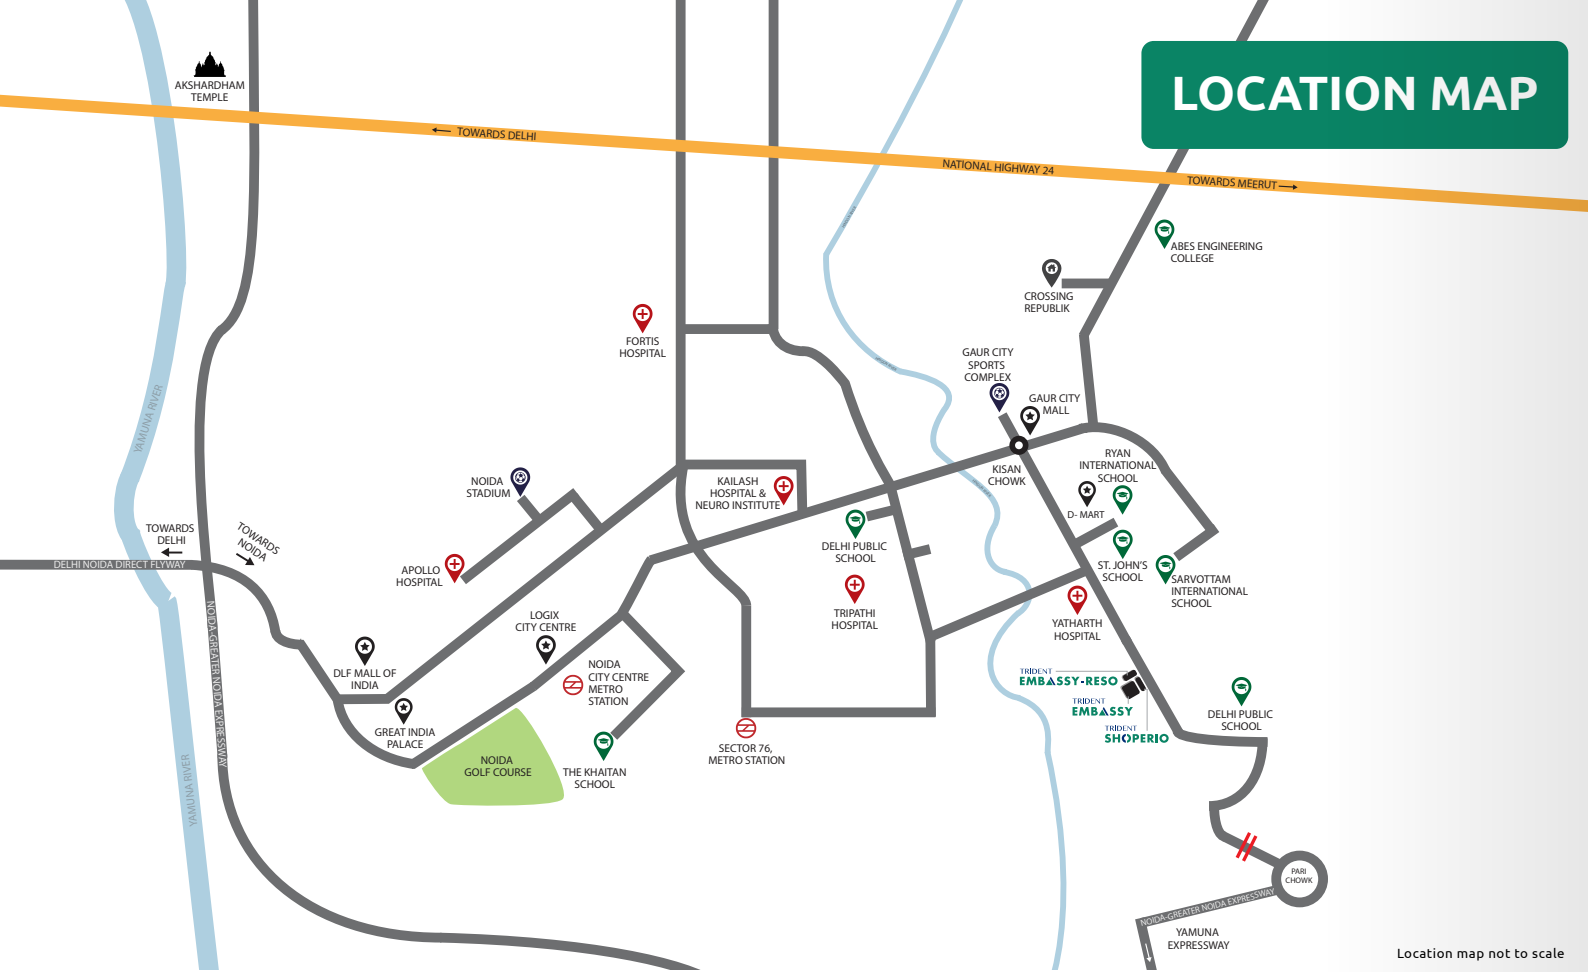 LOCATION MAP
AKSHARDHAM
TEMPLE
TOWARDS DELHI
NATIONAL HIGHWAY 24
TOWARDS MEERUT
ABES ENGINEERING
COLLEGE
CROSSING
REPUBLIK
FORTIS
HOSPITAL
GAUR CITY
SPORTS
COMPLEX
GAUR CITY
MALL
YAMUNA RIVER
KISAN
CHOWK
RYAN
INTERNATIONAL
SCHOOL
NOIDA
STADIUM
KAILASH
HOSPITAL &
NEURO INSTITUTE
D- MART
TOWARDS
DELHI
TOWARDS
NOIDA
DELHI NOIDA DIRECT FLYWAY
APOLLO
HOSPITAL
DELHI PUBLIC
SCHOOL
ST. JOHN'S
SCHOOL
SARVOTTAM
INTERNATIONAL
SCHOOL
TRIPATHI
HOSPITAL
YATHARTH
HOSPITAL
LOGIX
CITY CENTRE
NOIDA-GREATER NOIDA EXPRESSWAY
DLF MALL OF
INDIA
NOIDA
CITY CENTRE
METRO
STATION
TRIDENT
EMBASSY-RESO
TRIDENT
EMBASSY
TRIDENT
SHOPERIO
DELHI PUBLIC
SCHOOL
GREAT INDIA
PALACE
SECTOR 76,
METRO STATION
NOIDA
GOLF COURSE
THE KHAITAN
SCHOOL
YAMUNA RIVER
PARI
CHOWK
NOIDA-GREATER NOIDA EXPRESSWAY
YAMUNA
EXPRESSWAY
Location map not to scale